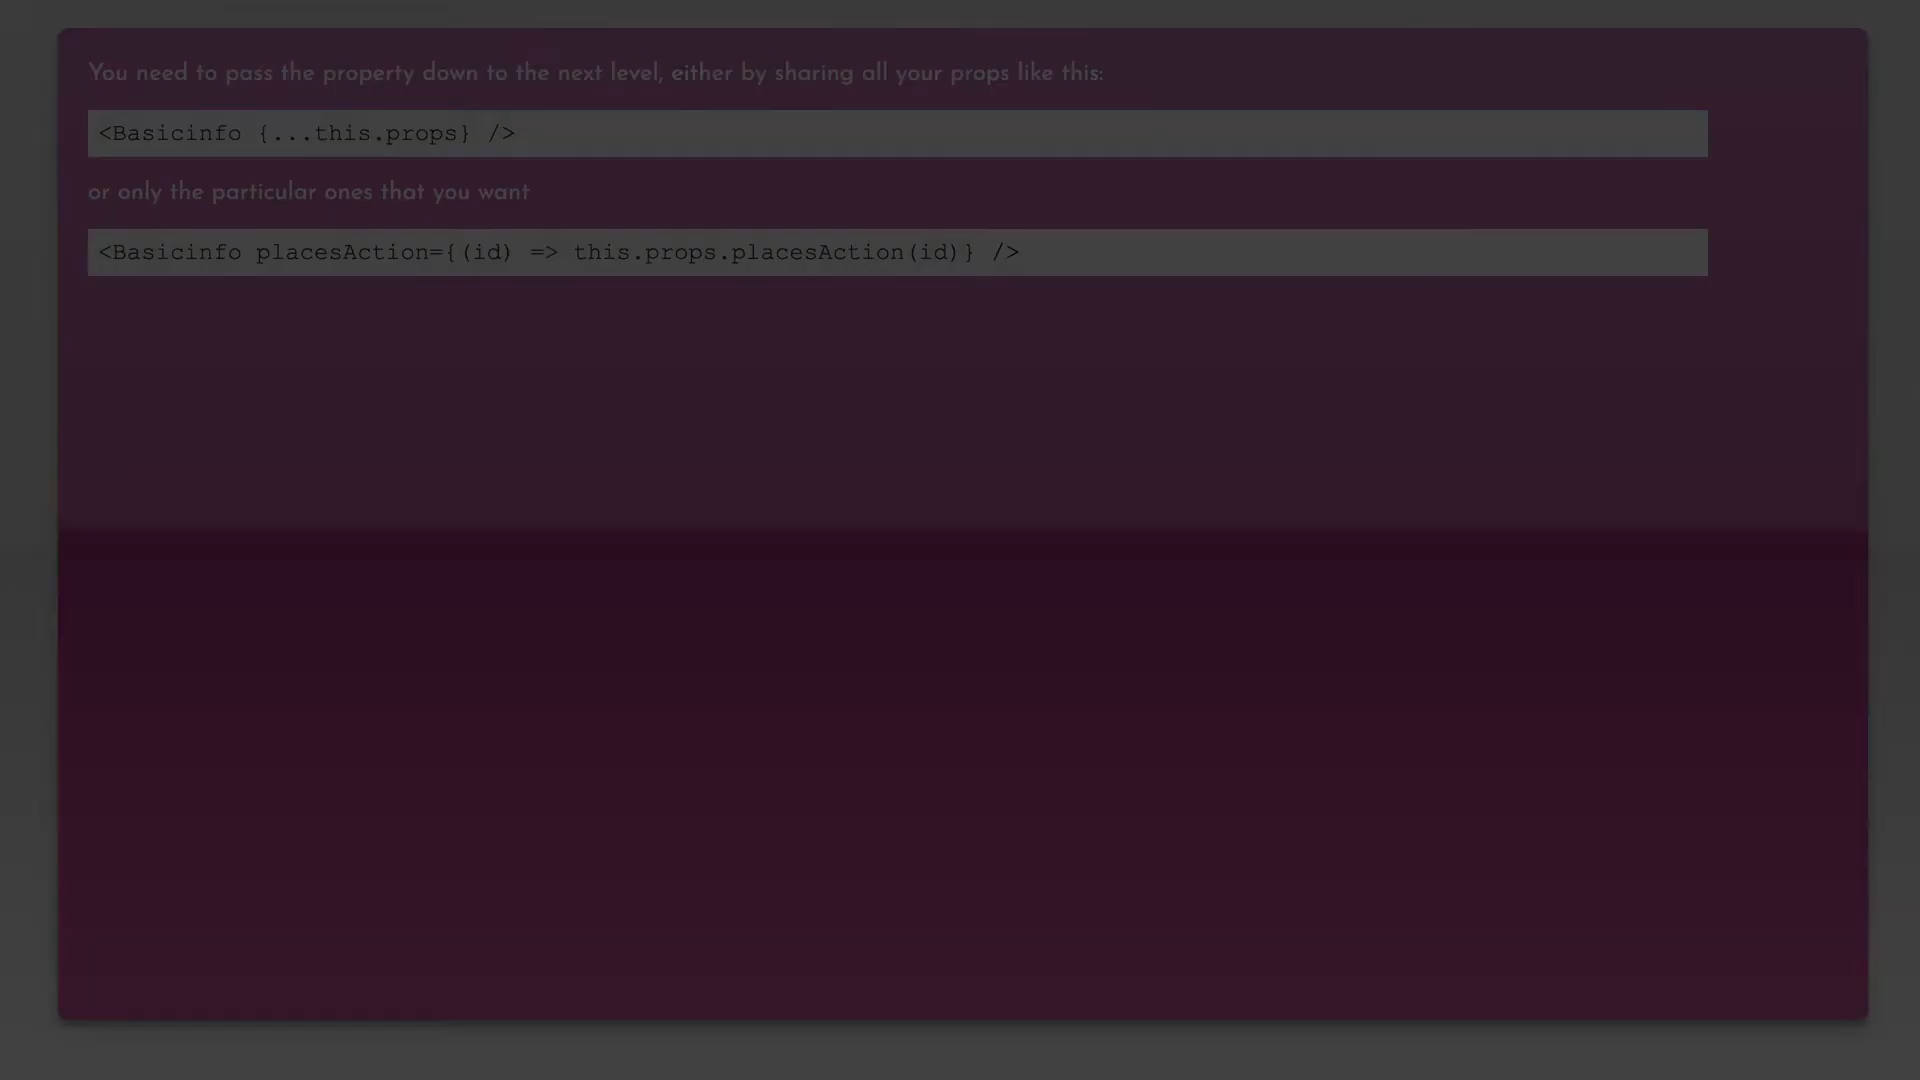 You need to pass the property down to the next level, either by sharing all your props like this:
<Basicinfo {...this.props} />
or only the particular ones that you want
<Basicinfo placesAction={(id) => this.props.placesAction(id)} />